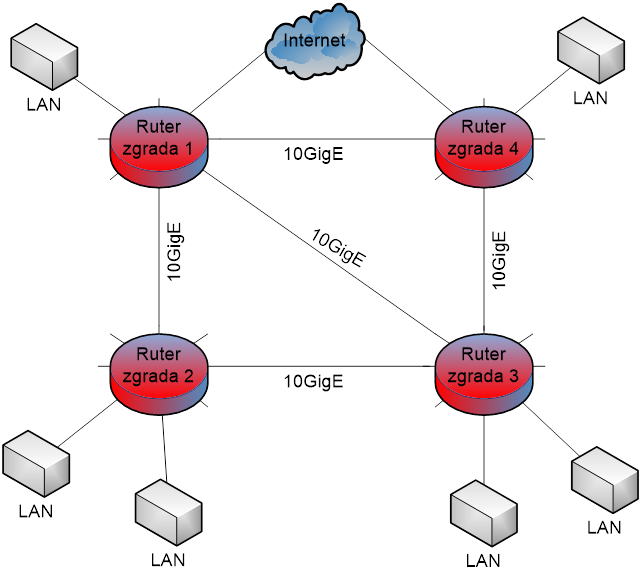 Internet
LAN
LAN
Ruter
zgrada 1
Ruter
zgrada 4
10GigE
10GigE
10GigE
10GigE
Ruter
zgrada 2
Ruter
zgrada 3
10GigE
LAN
LAN
LAN
LAN